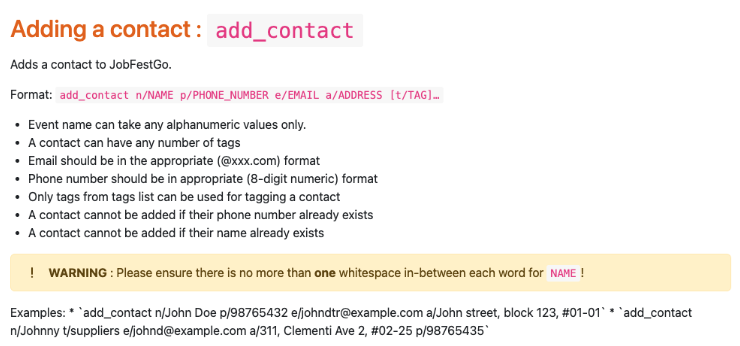 Adding a contact : add_contact
Adds a contact to JobFestGo.
Format: add_contact n/NAME p/PHONE_NUMBER e/EMAIL a/ADDRESS [t/TAG]…
• Event name can take any alphanumeric values only.
• A contact can have any number of tags
• Email should be in the appropriate (@xxx.com) format
• Phone number should be in appropriate (8-digit numeric) format
• Only tags from tags list can be used for tagging a contact
• A contact cannot be added if their phone number already exists
• A contact cannot be added if their name already exists
! WARNING : Please ensure there is no more than one whitespace in-between each word for NAME !
Examples: * `add_contact n/John Doe p/98765432 e/johndtr@example.com a/John street, block 123, #01-01` * `add_contact
n/Johnny t/suppliers e/johnd@example.com a/311, Clementi Ave 2, #02-25 p/98765435`